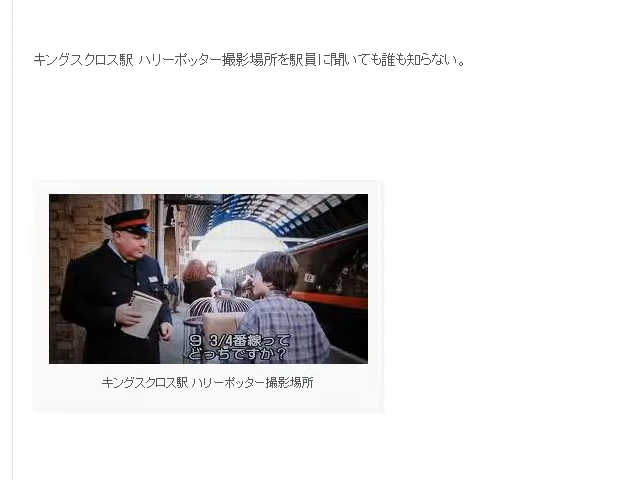 キングスクロス駅 ハリーポッター撮影場所を駅員に聞いても誰も知らない。
9 3/4番線って
どっちですか？
キングスクロス駅 ハリーポッター撮影場所